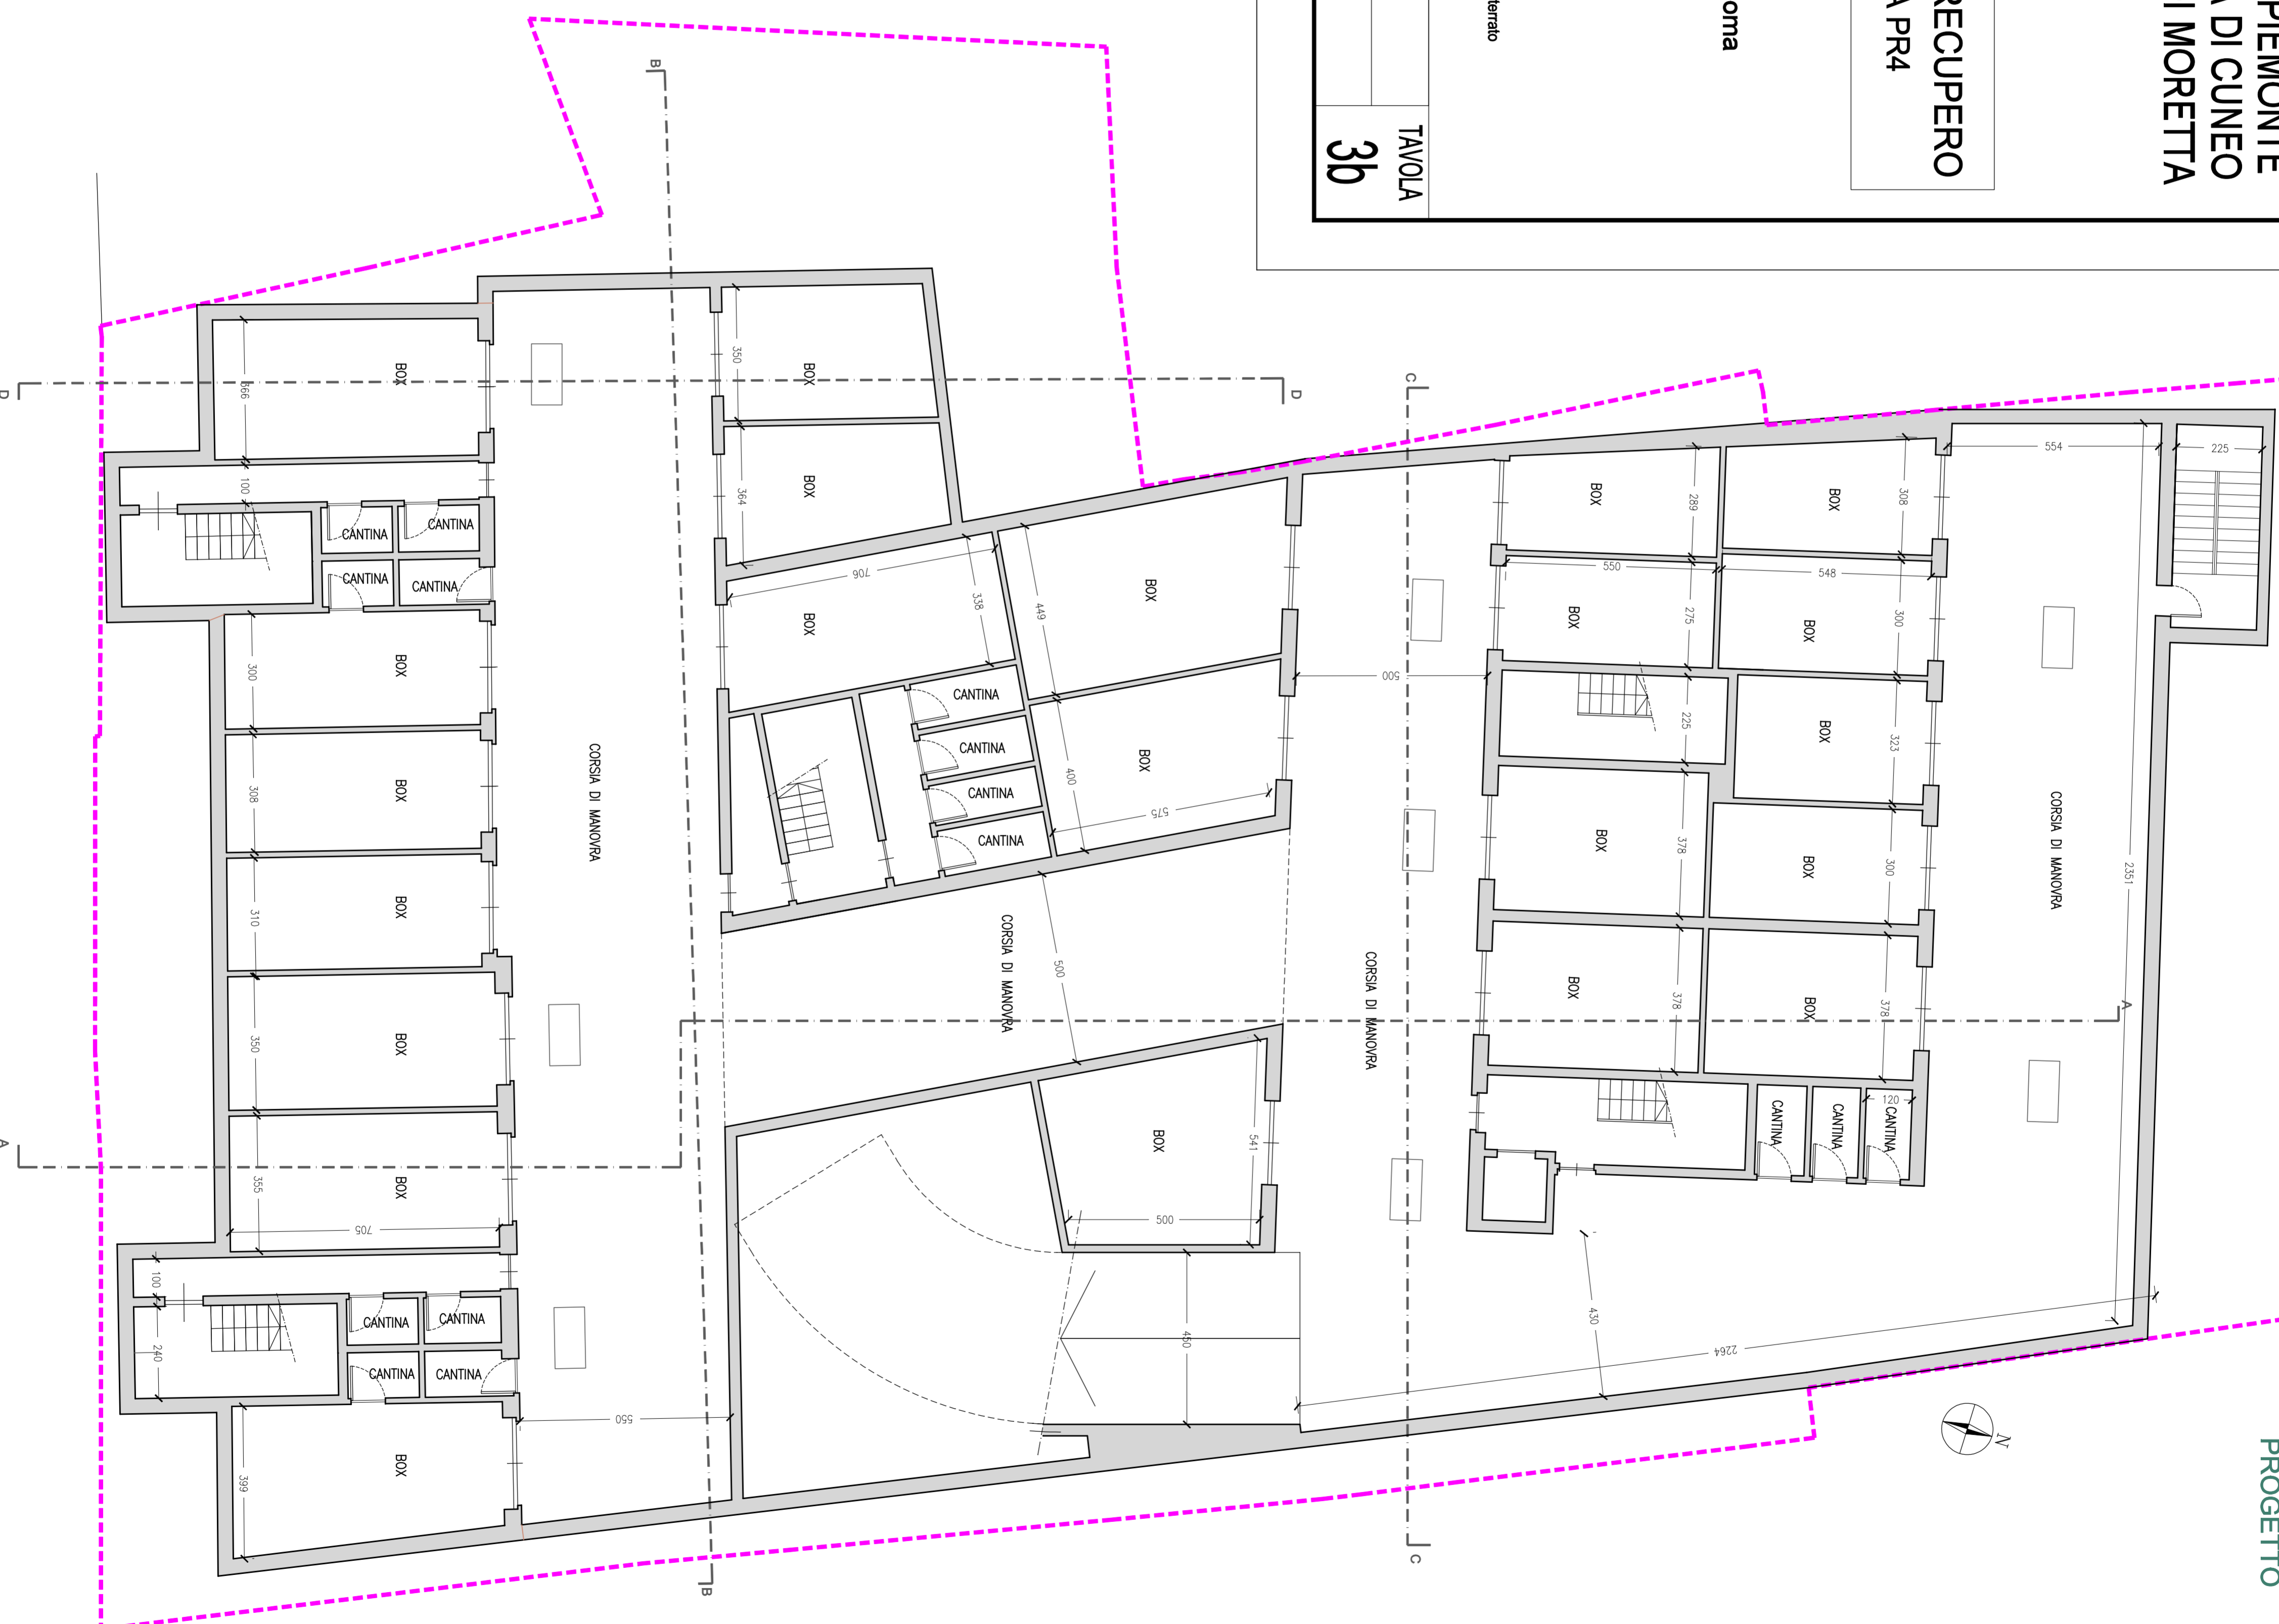 PIEMONTE
A DI CUNEO
I MORETTA
RECUPERO
A PR4
oma
terrato
TAVOLA
3b
PROGETTO
N
B
B
D
D
C
C
A
A
BOX
366
100
CANTINA
CANTINA
CANTINA
CANTINA
BOX
300
BOX
308
BOX
310
BOX
350
BOX
355
705
100
240
CANTINA
CANTINA
CANTINA
CANTINA
BOX
399
550
CORSIA DI MANOVRA
BOX
350
BOX
364
BOX
706
338
BOX
449
BOX
400
575
CANTINA
CANTINA
CANTINA
CANTINA
CORSIA DI MANOVRA
500
BOX
541
500
450
CORSIA DI MANOVRA
500
BOX
289
BOX
550
275
225
BOX
378
BOX
378
BOX
308
BOX
548
300
BOX
323
BOX
300
BOX
378
CANTINA
CANTINA
CANTINA
120
430
2264
CORSIA DI MANOVRA
554
225
2351